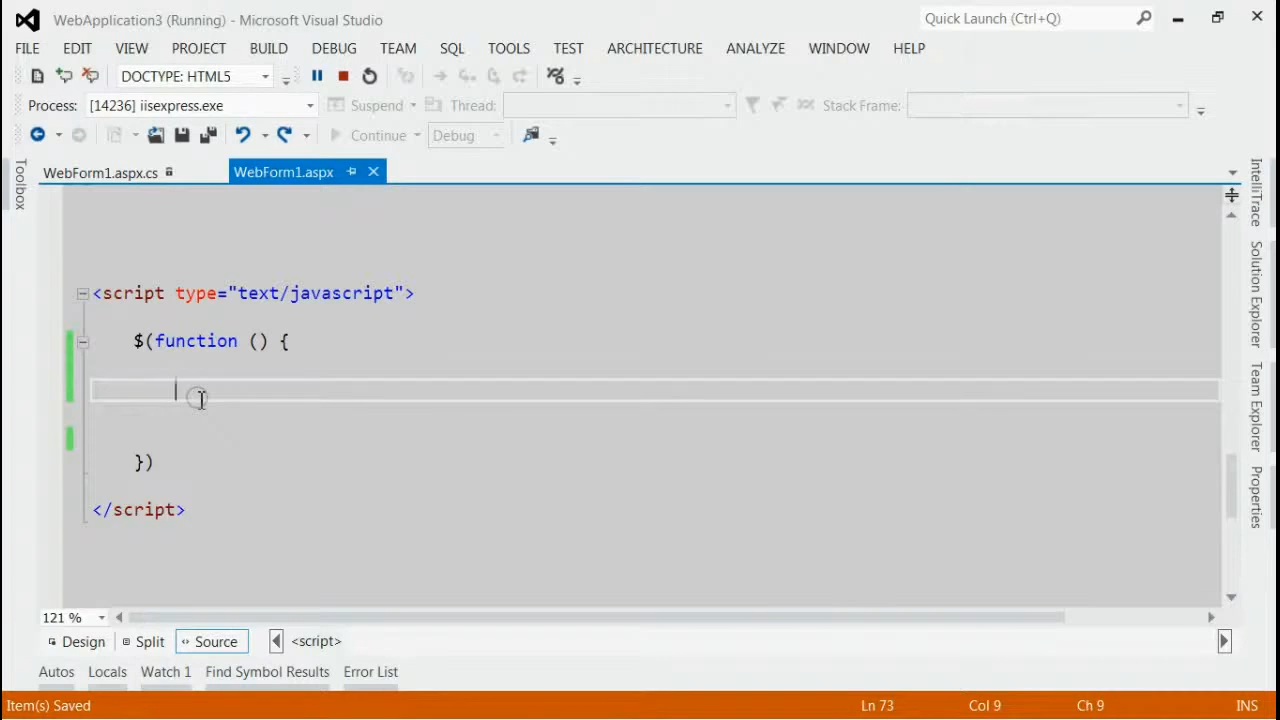 WebApplication3 (Running) - Microsoft Visual Studio
Quick Launch (Ctrl+Q)
FILE EDIT VIEW PROJECT BUILD DEBUG TEAM SQL TOOLS TEST ARCHITECTURE ANALYZE WINDOW HELP
DOCTYPE: HTML5
Process: [14236] iisexpress.exe Suspend Thread: Stack Frame:
Continue Debug
WebForm1.aspx.cs WebForm1.aspx
Toolbox
IntelliTrace
Solution Explorer
Team Explorer
Properties
<script type="text/javascript">
$(function () {
})
</script>
121 %
Design Split Source <script>
Autos Locals Watch 1 Find Symbol Results Error List
Item(s) Saved Ln 73 Col 9 Ch 9 INS